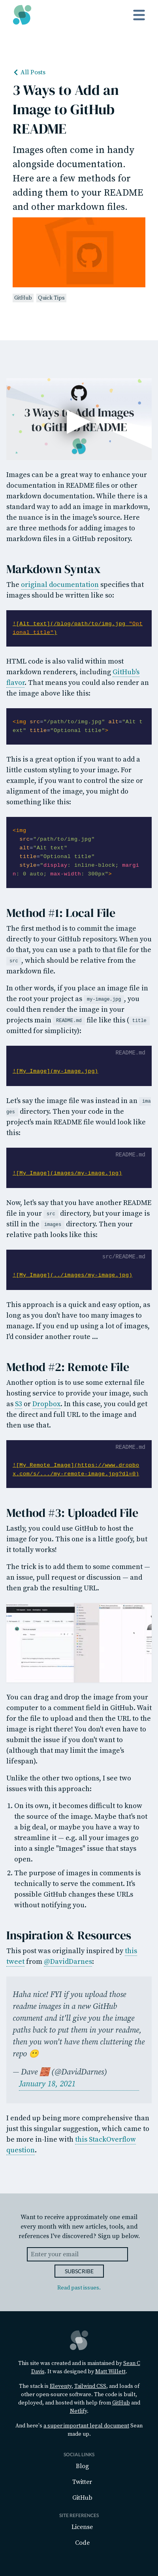 All Posts
3 Ways to Add an
Image to GitHub
README
Images often come in handy
alongside documentation.
Here are a few methods for
adding them to your README
and other markdown files.
GitHub Quick Tips
3 Ways to Add Images
to GitHub README
Images can be a great way to enhance your
documentation in README files or other
markdown documentation. While there is a
standard way to add an image in markdown,
the nuance is in the file's source. Here are
three methods for adding images to
markdown files in a GitHub repository.
Markdown Syntax
The original documentation specifies that
images should be written like so:
![Alt text](/blog/path/to/img.jpg "Opt
ional title")
HTML code is also valid within most
markdown renderers, including GitHub's
flavor. That means you could also render an
the image above like this:
<img src="/path/to/img.jpg" alt="Alt t
ext" title="Optional title">
This is a great option if you want to add a
little custom styling to your image. For
example, if you want to control the size or
alignment of the image, you might do
something like this:
<img
src="/path/to/img.jpg"
alt="Alt text"
title="Optional title"
style="display: inline-block; margi
n: 0 auto; max-width: 300px">
Method #1: Local File
The first method is to commit the image
directly to your GitHub repository. When you
do that, you can use a path to that file for the
src, which should be relative from the
markdown file.
In other words, if you place an image file in
the root your project as my-image.jpg, you
could then render the image in your
projects main README.md file like this ( title
omitted for simplicity):
README.md
![My Image](my-image.jpg)
Let's say the image file was instead in an ima
ges directory. Then your code in the
project's main README file would look like
this:
README.md
![My Image](images/my-image.jpg)
Now, let's say that you have another README
file in your src directory, but your image is
still in the images directory. Then your
relative path looks like this:
src/README.md
![My Image](../images/my-image.jpg)
This approach is a quick and easy option, as
long as you don't have too many images to
manage. If you end up using a lot of images,
I'd consider another route ...
Method #2: Remote File
Another option is to use some external file
hosting service to provide your image, such
as S3 or Dropbox. In this case, you could get
the direct and full URL to the image and
then use that.
README.md
![My Remote Image](https://www.dropbo
x.com/s/.../my-remote-image.jpg?dl=0)
Method #3: Uploaded File
Lastly, you could use GitHub to host the
image for you. This one is a little goofy, but
it totally works!
The trick is to add them to some comment —
an issue, pull request or discussion — and
then use the resulting URL.
You can drag and drop the image from your
computer to a comment field in GitHub. Wait
for the file to upload and then the URL to the
image is yours! You don't even have to
submit the issue if you don't want to
(although that may limit the image's
lifespan).
Unlike the other two options, I see two
issues with this approach:
1. On its own, it becomes difficult to know
the source of the image. Maybe that's not
a big deal, or maybe you have a way to
streamline it — e.g. all your images go
into a single "Images" issue that stays
open.
2. The purpose of images in comments is
technically to serve the comment. It's
possible GitHub changes these URLs
without notifying you.
Inspiration & Resources
This post was originally inspired by this
tweet from @DavidDarnes:
Haha nice! FYI if you upload those
readme images in a new GitHub
comment and it'll give you the image
paths back to put in your readme,
then you won't have them cluttering the
repo 🙂
— Dave 🧱 (@DavidDarnes)
January 18, 2021
I ended up being more comprehensive than
just this singular suggestion, which came to
be more in-line with this StackOverflow
question.
Want to receive approximately one email
every month with new articles, tools, and
references I've discovered? Sign up below.
Enter your email
SUBSCRIBE
Read past issues.
This site was created and is maintained by Sean C
Davis. It was designed by Matt Willett.
The stack is Eleventy, Tailwind CSS, and loads of
other open-source software. The code is built,
deployed, and hosted with help from GitHub and
Netlify.
And here's a super important legal document Sean
made up.
SOCIAL LINKS
Blog
Twitter
GitHub
SITE REFERENCES
License
Code